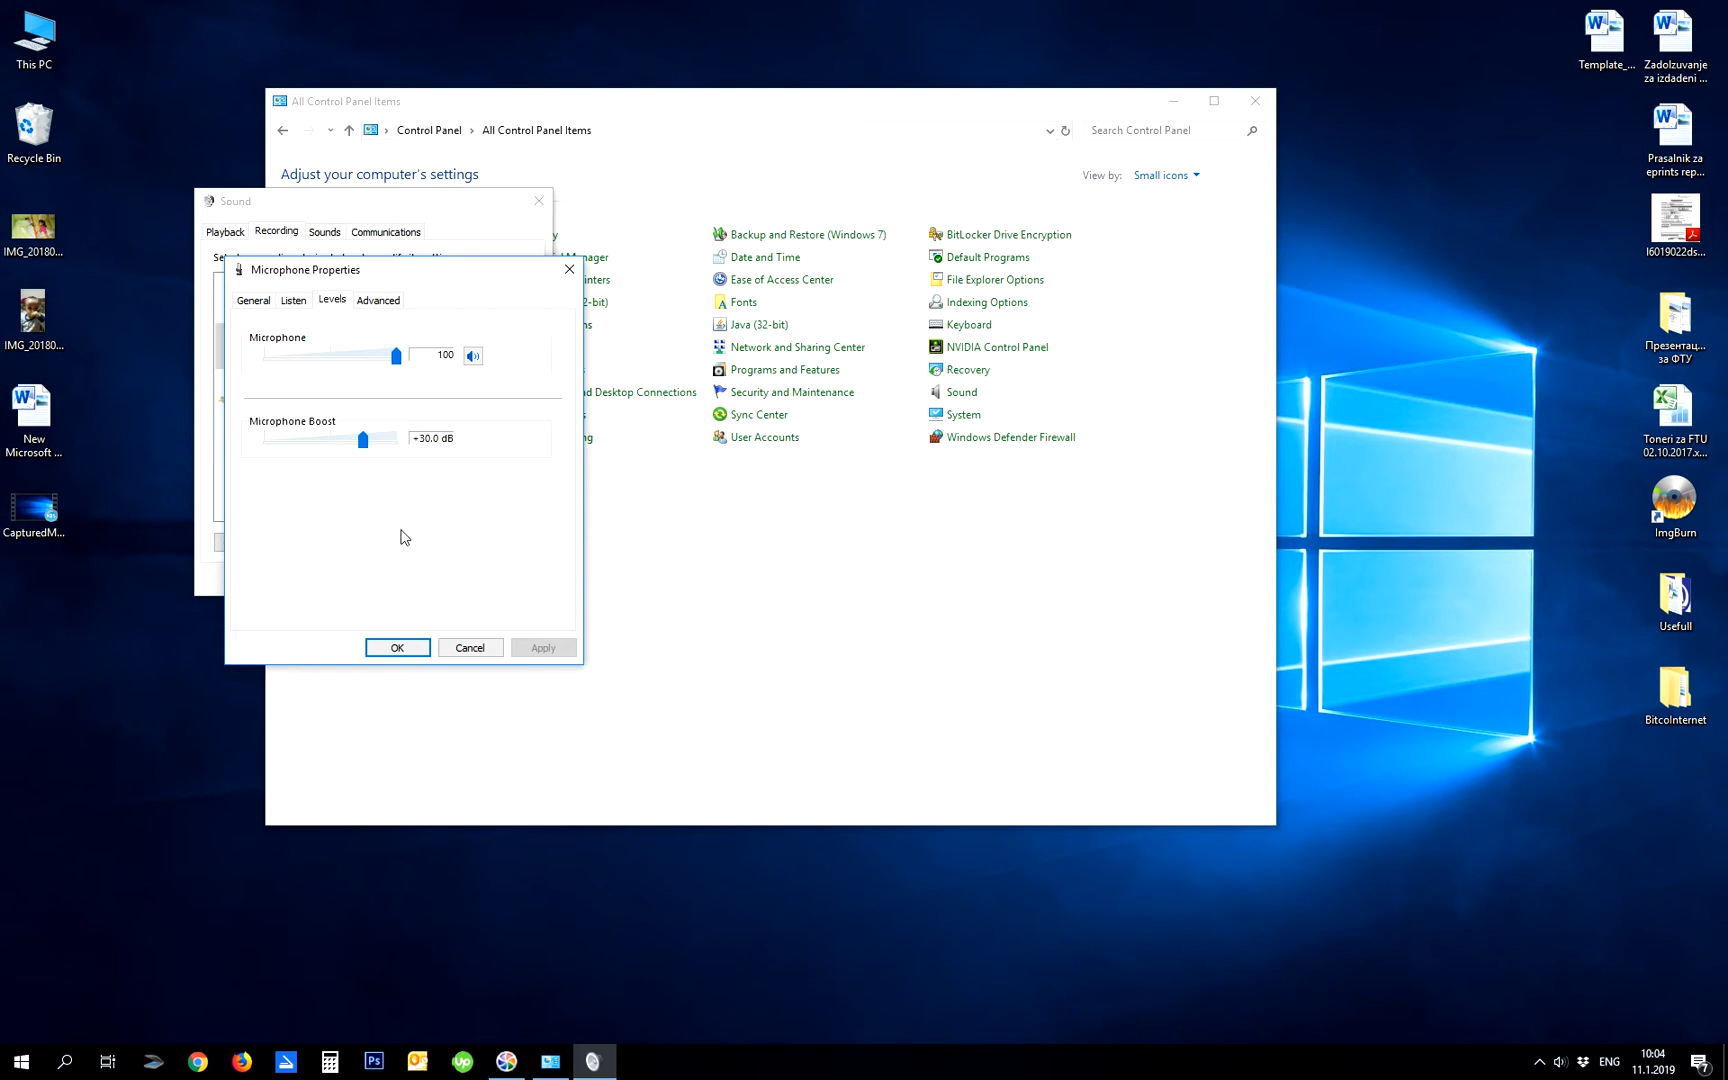 This PC
Recycle Bin
IMG_20180...
IMG_20180...
New
Microsoft ...
CapturedM...
All Control Panel Items
Control Panel
All Control Panel Items
Search Control Panel
Adjust your computer's settings
View by:
Small icons
Backup and Restore (Windows 7)
BitLocker Drive Encryption
Date and Time
Default Programs
Ease of Access Center
File Explorer Options
Fonts
Indexing Options
Java (32-bit)
Keyboard
Network and Sharing Center
NVIDIA Control Panel
Programs and Features
Recovery
nd Desktop Connections
Security and Maintenance
Sound
Sync Center
System
User Accounts
Windows Defender Firewall
Sound
Playback
Recording
Sounds
Communications
Microphone Properties
General
Listen
Levels
Advanced
Microphone
100
Microphone Boost
+30.0 dB
OK
Cancel
Apply
Template_...
Zadolzuvanje
za izdadeni ...
Prasalnik za
eprints rep...
I6019022ds...
Презентац...
за ФТУ
Toneri za FTU
02.10.2017.x...
ImgBurn
Usefull
BitcoInternet
Ps
Up
ENG
10:04
11.1.2019
7